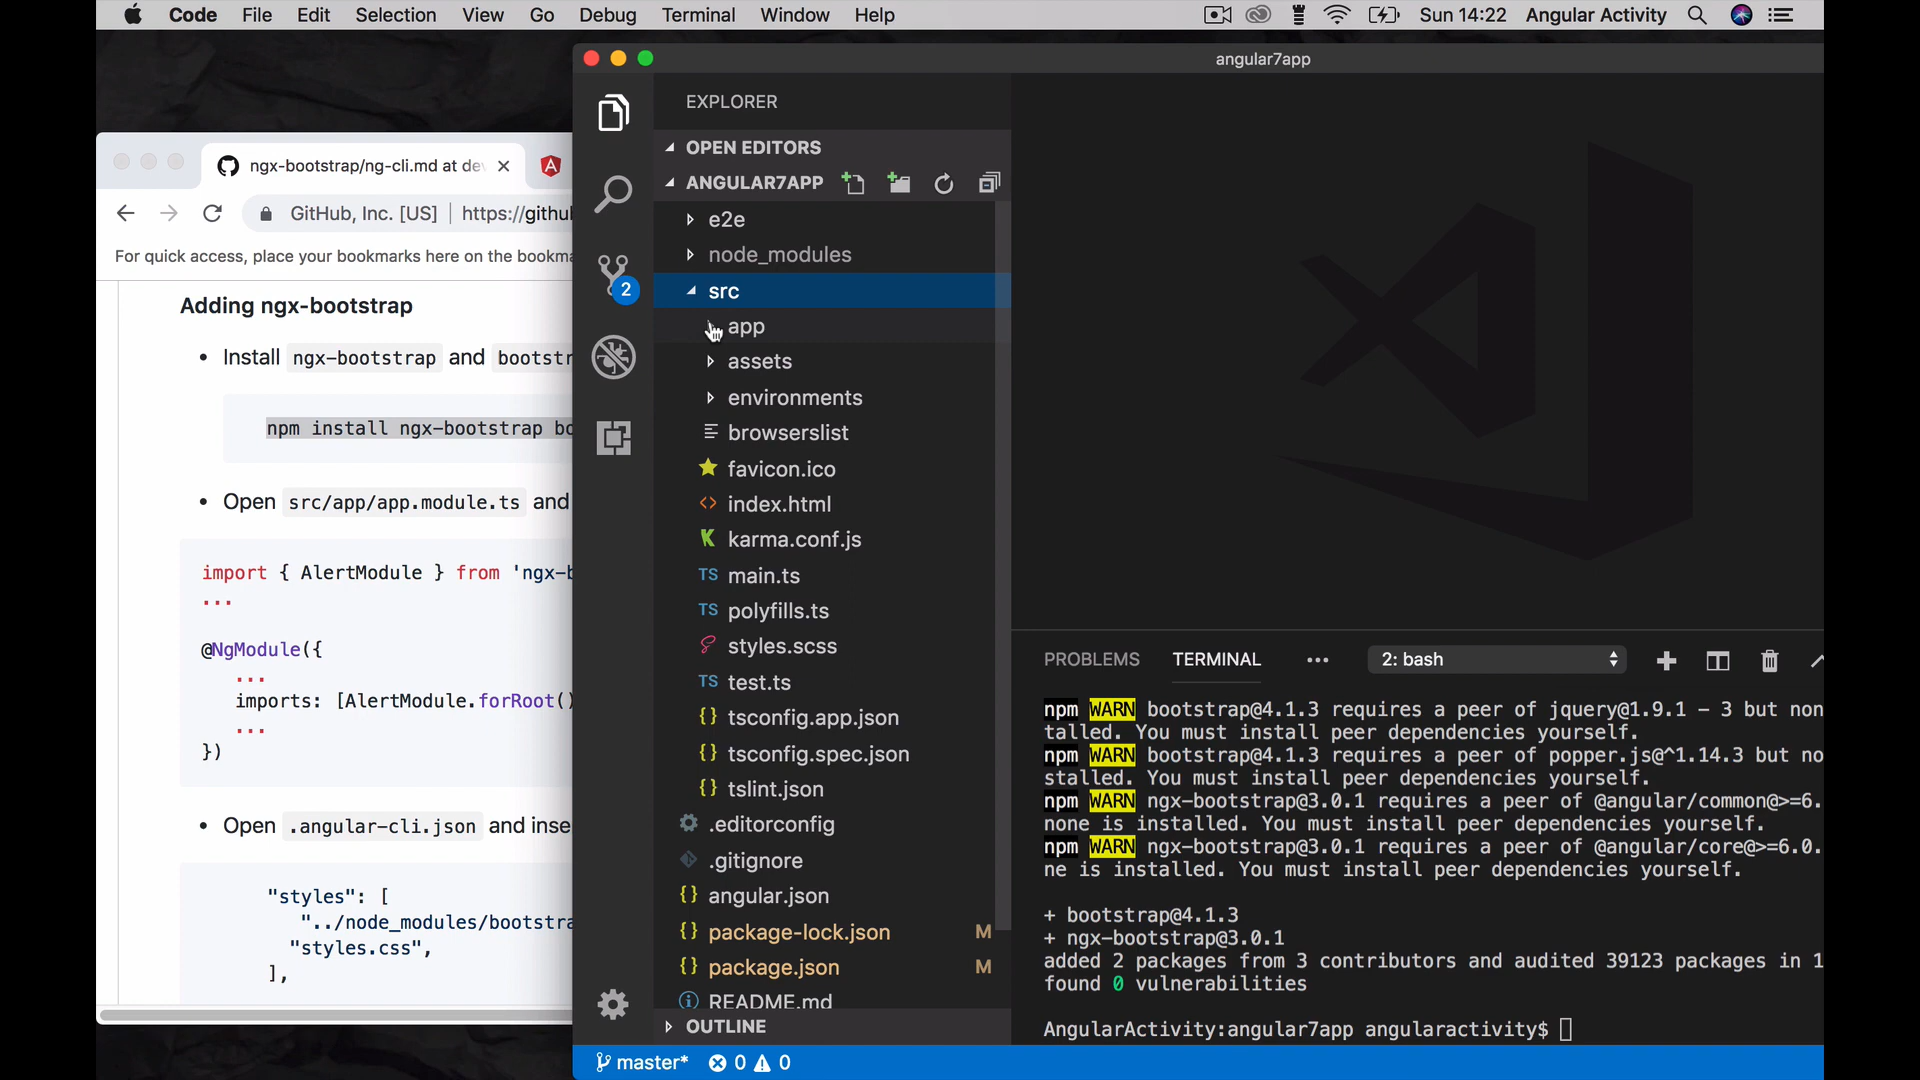 Code File Edit Selection View Go Debug Terminal Window Help Sun 14:22 Angular Activity
angular7app
ngx-bootstrap/ng-cli.md at dev
GitHub, Inc. [US] https://githu
For quick access, place your bookmarks here on the bookma
Adding ngx-bootstrap
• Install ngx-bootstrap and bootstr
npm install ngx-bootstrap bo
• Open src/app/app.module.ts and
import { AlertModule } from 'ngx-b
...
@NgModule({
...
imports: [AlertModule.forRoot()
...
})
• Open .angular-cli.json and inse
"styles": [
"../node_modules/bootstra
"styles.css",
],
EXPLORER
OPEN EDITORS
ANGULAR7APP
e2e
node_modules
2
src
app
assets
environments
browserslist
favicon.ico
<> index.html
karma.conf.js
TS main.ts
TS polyfills.ts
styles.scss
TS test.ts
{} tsconfig.app.json
{} tsconfig.spec.json
{} tslint.json
.editorconfig
.gitignore
{} angular.json
{} package-lock.json M
{} package.json M
README.md
OUTLINE
PROBLEMS TERMINAL ... 2: bash
npm WARN bootstrap@4.1.3 requires a peer of jquery@1.9.1 - 3 but non
talled. You must install peer dependencies yourself.
npm WARN bootstrap@4.1.3 requires a peer of popper.js@^1.14.3 but no
stalled. You must install peer dependencies yourself.
npm WARN ngx-bootstrap@3.0.1 requires a peer of @angular/common@>=6.
none is installed. You must install peer dependencies yourself.
npm WARN ngx-bootstrap@3.0.1 requires a peer of @angular/core@>=6.0.
ne is installed. You must install peer dependencies yourself.
+ bootstrap@4.1.3
+ ngx-bootstrap@3.0.1
added 2 packages from 3 contributors and audited 39123 packages in 1
found 0 vulnerabilities
AngularActivity:angular7app angularactivity$
master* 0 0